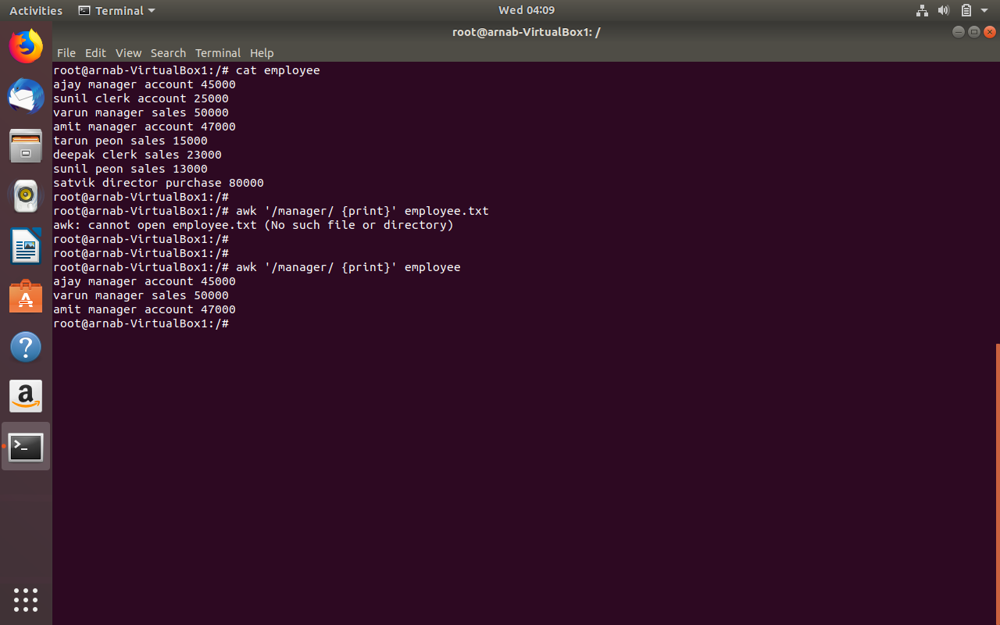 Activities Terminal Wed 04:09
root@arnab-VirtualBox1: /
File Edit View Search Terminal Help
root@arnab-VirtualBox1:/# cat employee
ajay manager account 45000
sunil clerk account 25000
varun manager sales 50000
amit manager account 47000
tarun peon sales 15000
deepak clerk sales 23000
sunil peon sales 13000
satvik director purchase 80000
root@arnab-VirtualBox1:/#
root@arnab-VirtualBox1:/# awk '/manager/ {print}' employee.txt
awk: cannot open employee.txt (No such file or directory)
root@arnab-VirtualBox1:/#
root@arnab-VirtualBox1:/#
root@arnab-VirtualBox1:/# awk '/manager/ {print}' employee
ajay manager account 45000
varun manager sales 50000
amit manager account 47000
root@arnab-VirtualBox1:/#